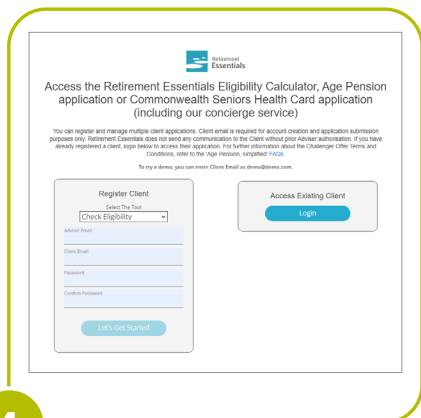 Retirement
Essentials
Access the Retirement Essentials Eligibility Calculator, Age Pension
application or Commonwealth Seniors Health Card application
(including our concierge service)
You can register and manage multiple client applications. Client email is required for account creation and application submission
purposes only. Retirement Essentials does not send any communication to the Client without prior Adviser authorisation. If you have
already registered a client, login below to access their application. For further information about the Challenger Offer Terms and
Conditions, refer to the 'Age Pension, simplified' FAQs.
To try a demo, you can enter Client Email as demo@demo.com.
Register Client
Select The Tool
Check Eligibility
Adviser Email
Client Email
Password
Confirm Password
Let's Get Started
Access Existing Client
Login